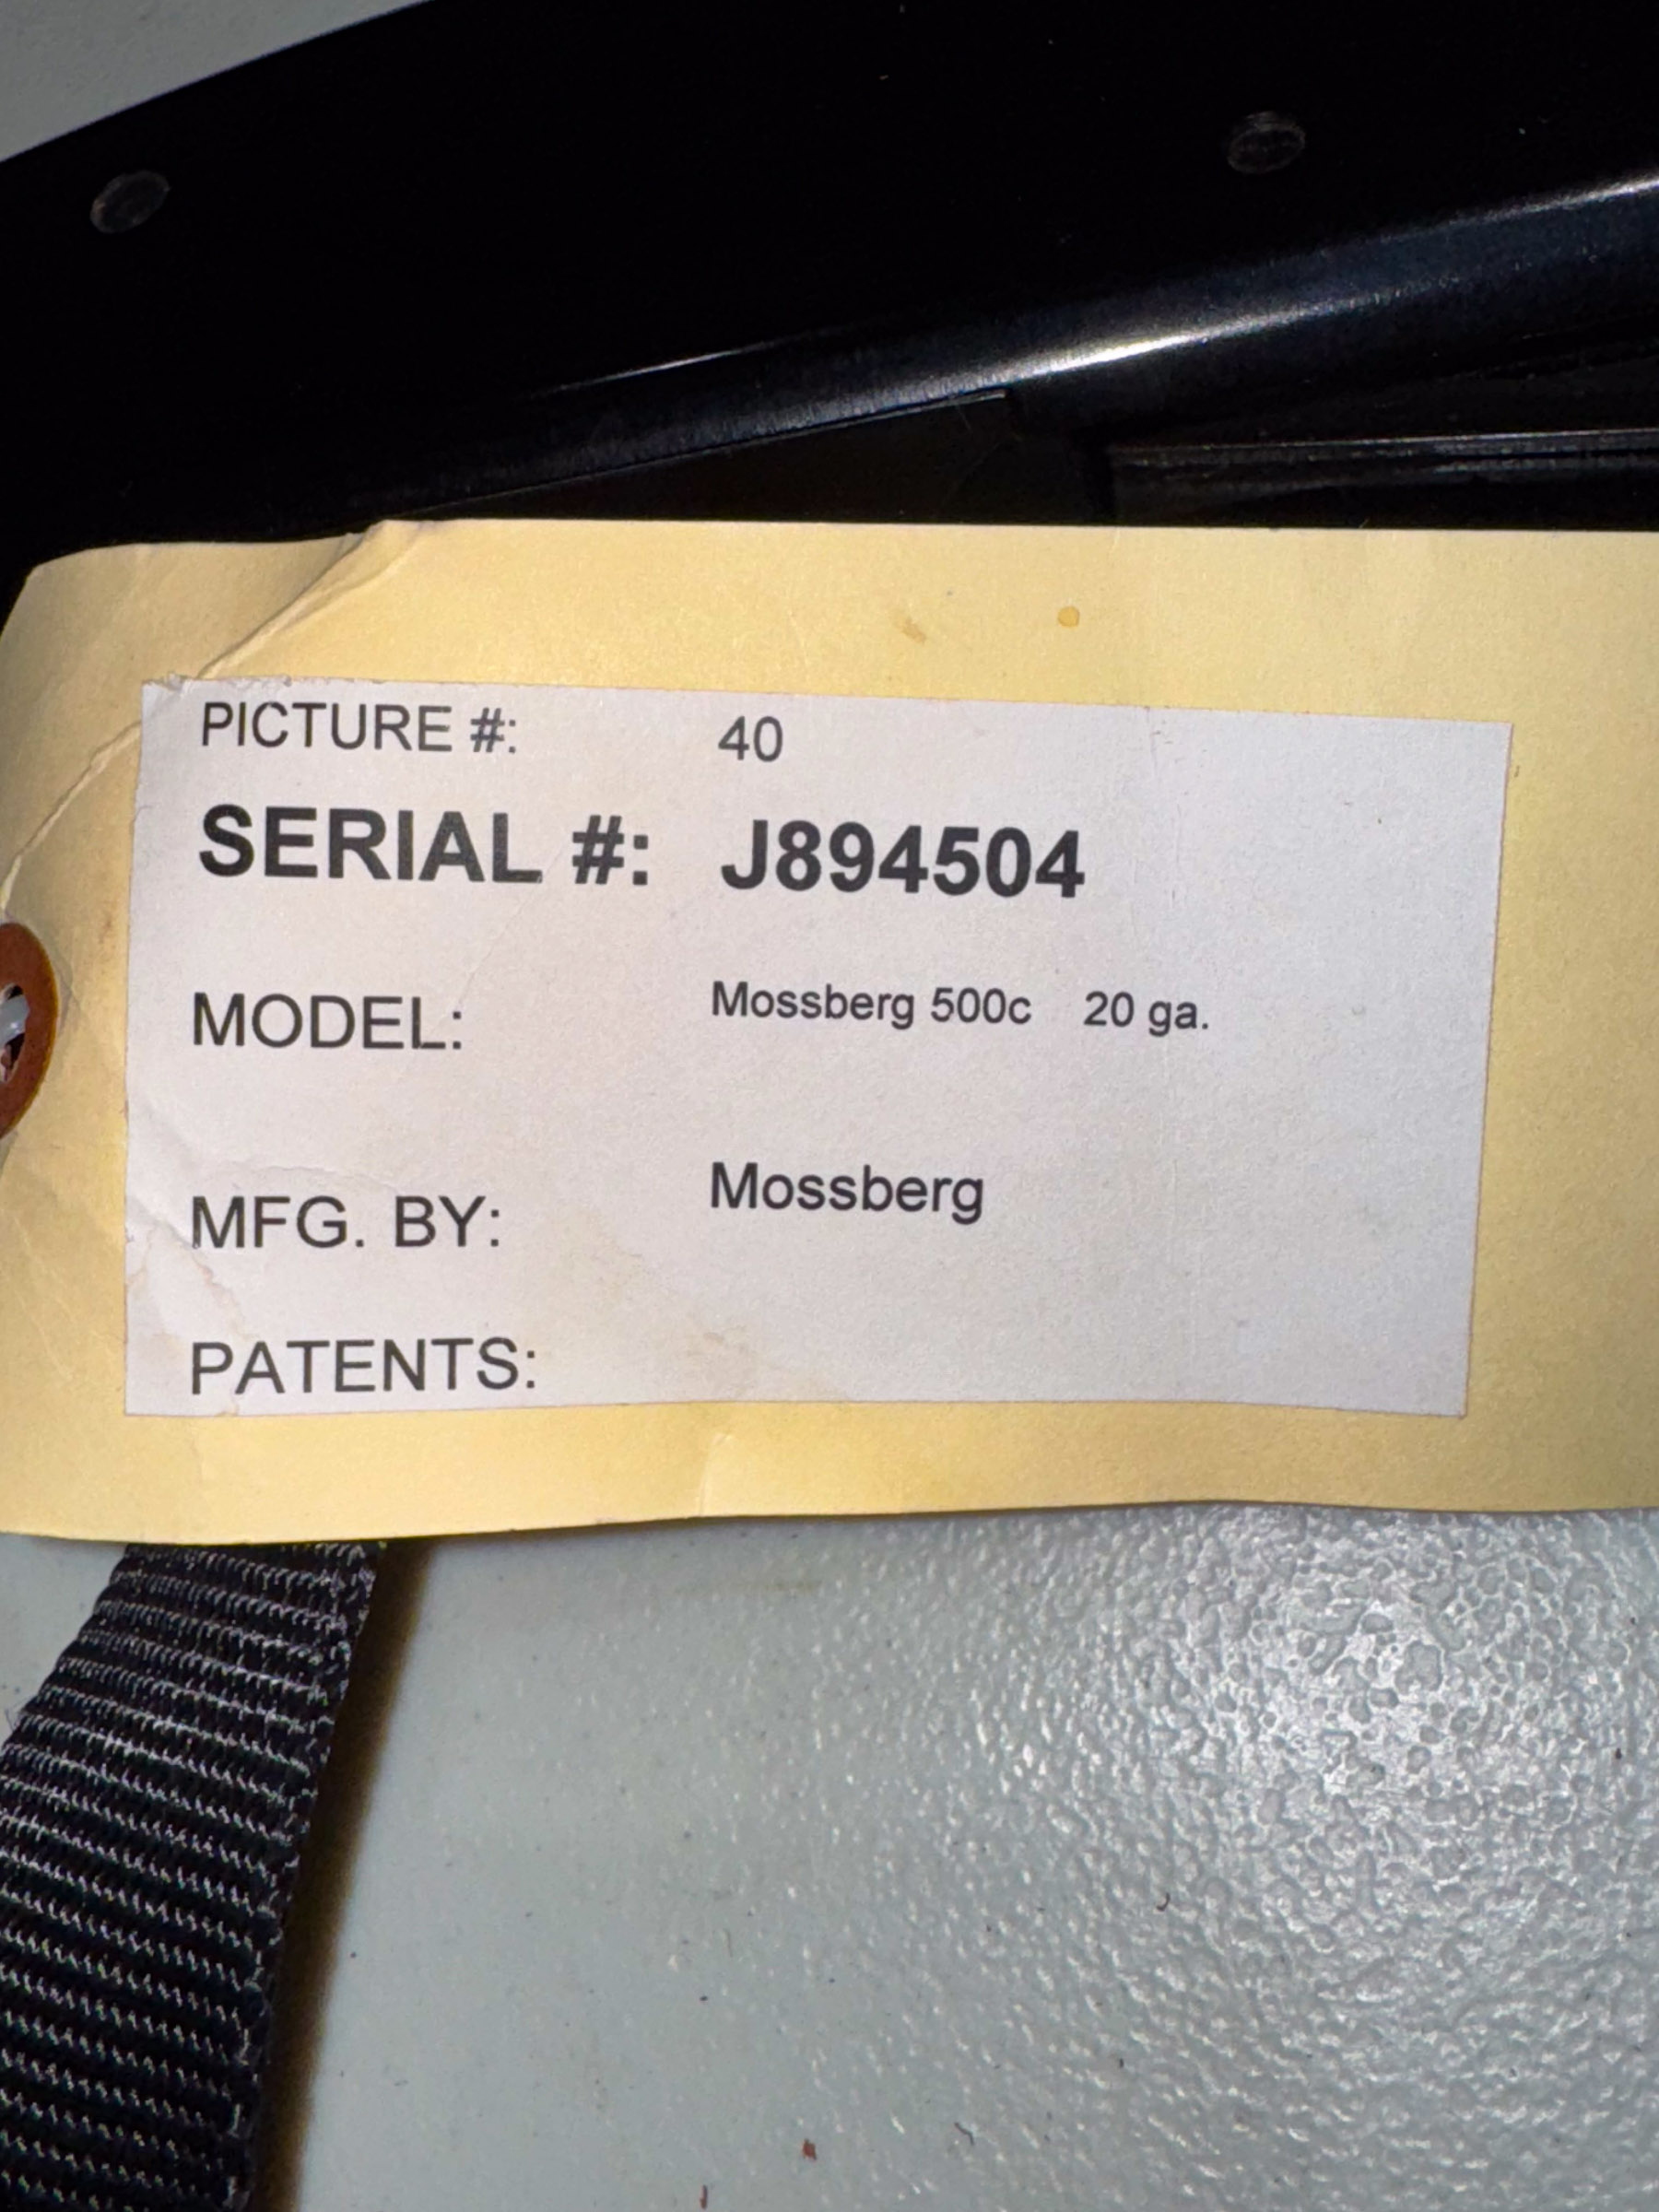 PICTURE #: 40
SERIAL #: J894504
MODEL: Mossberg 500c 20 ga.
MFG. BY: Mossberg
PATENTS: